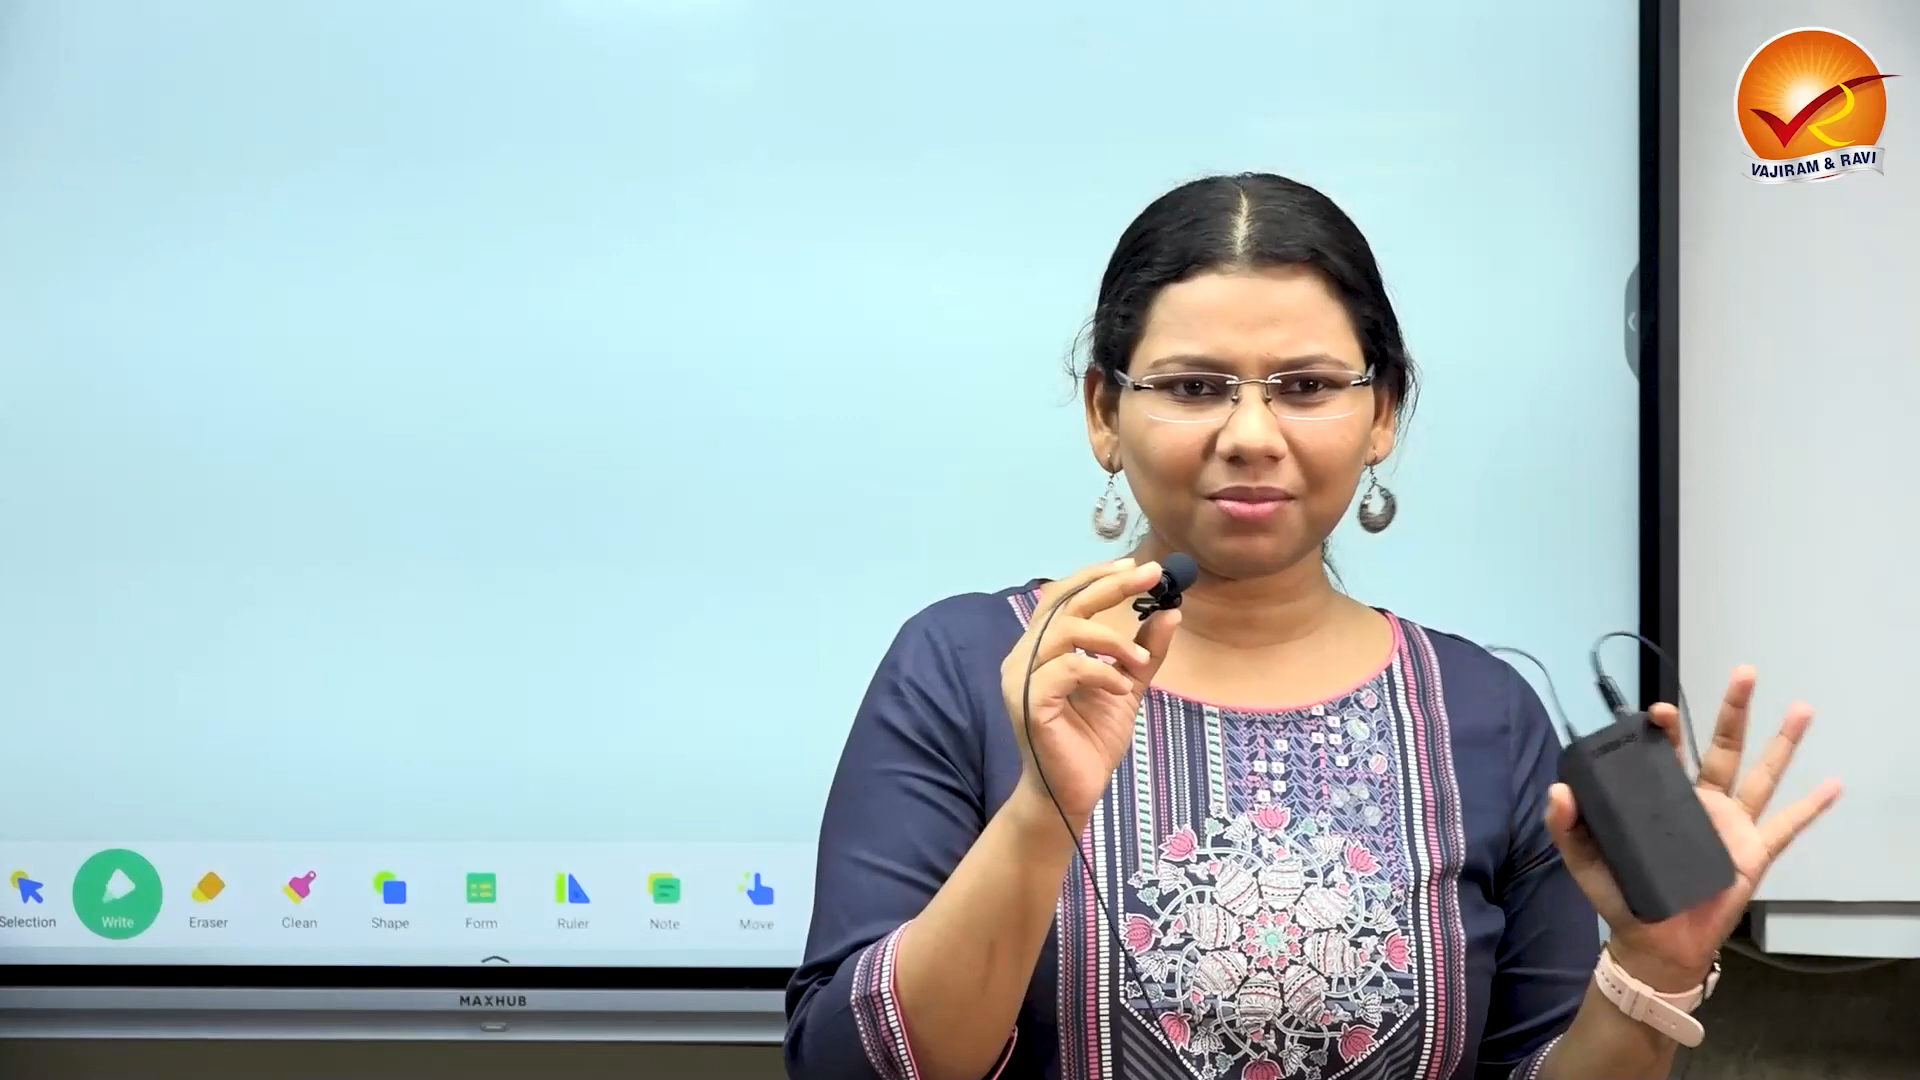 VAJIRAM & RAVI
Selection
Write
Eraser
Clean
Shape
Form
Ruler
Note
Move
MAXHUB